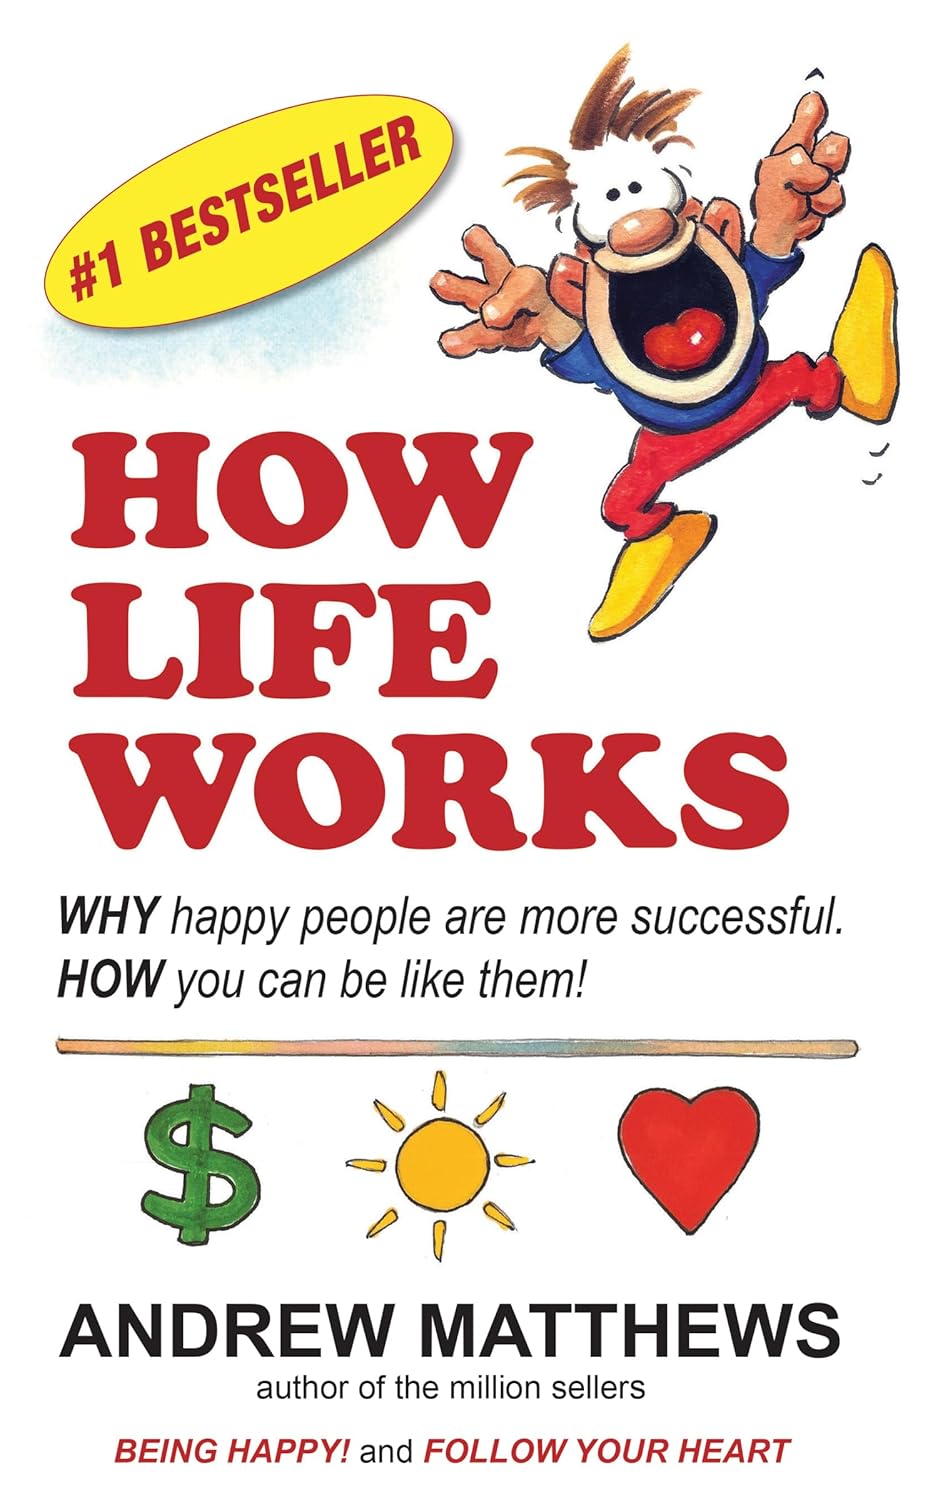 #1 BESTSELLER
HOW
LIFE
WORKS
WHY happy people are more successful.
HOW you can be like them!
$
ANDREW MATTHEWS
author of the million sellers
BEING HAPPY! and FOLLOW YOUR HEART